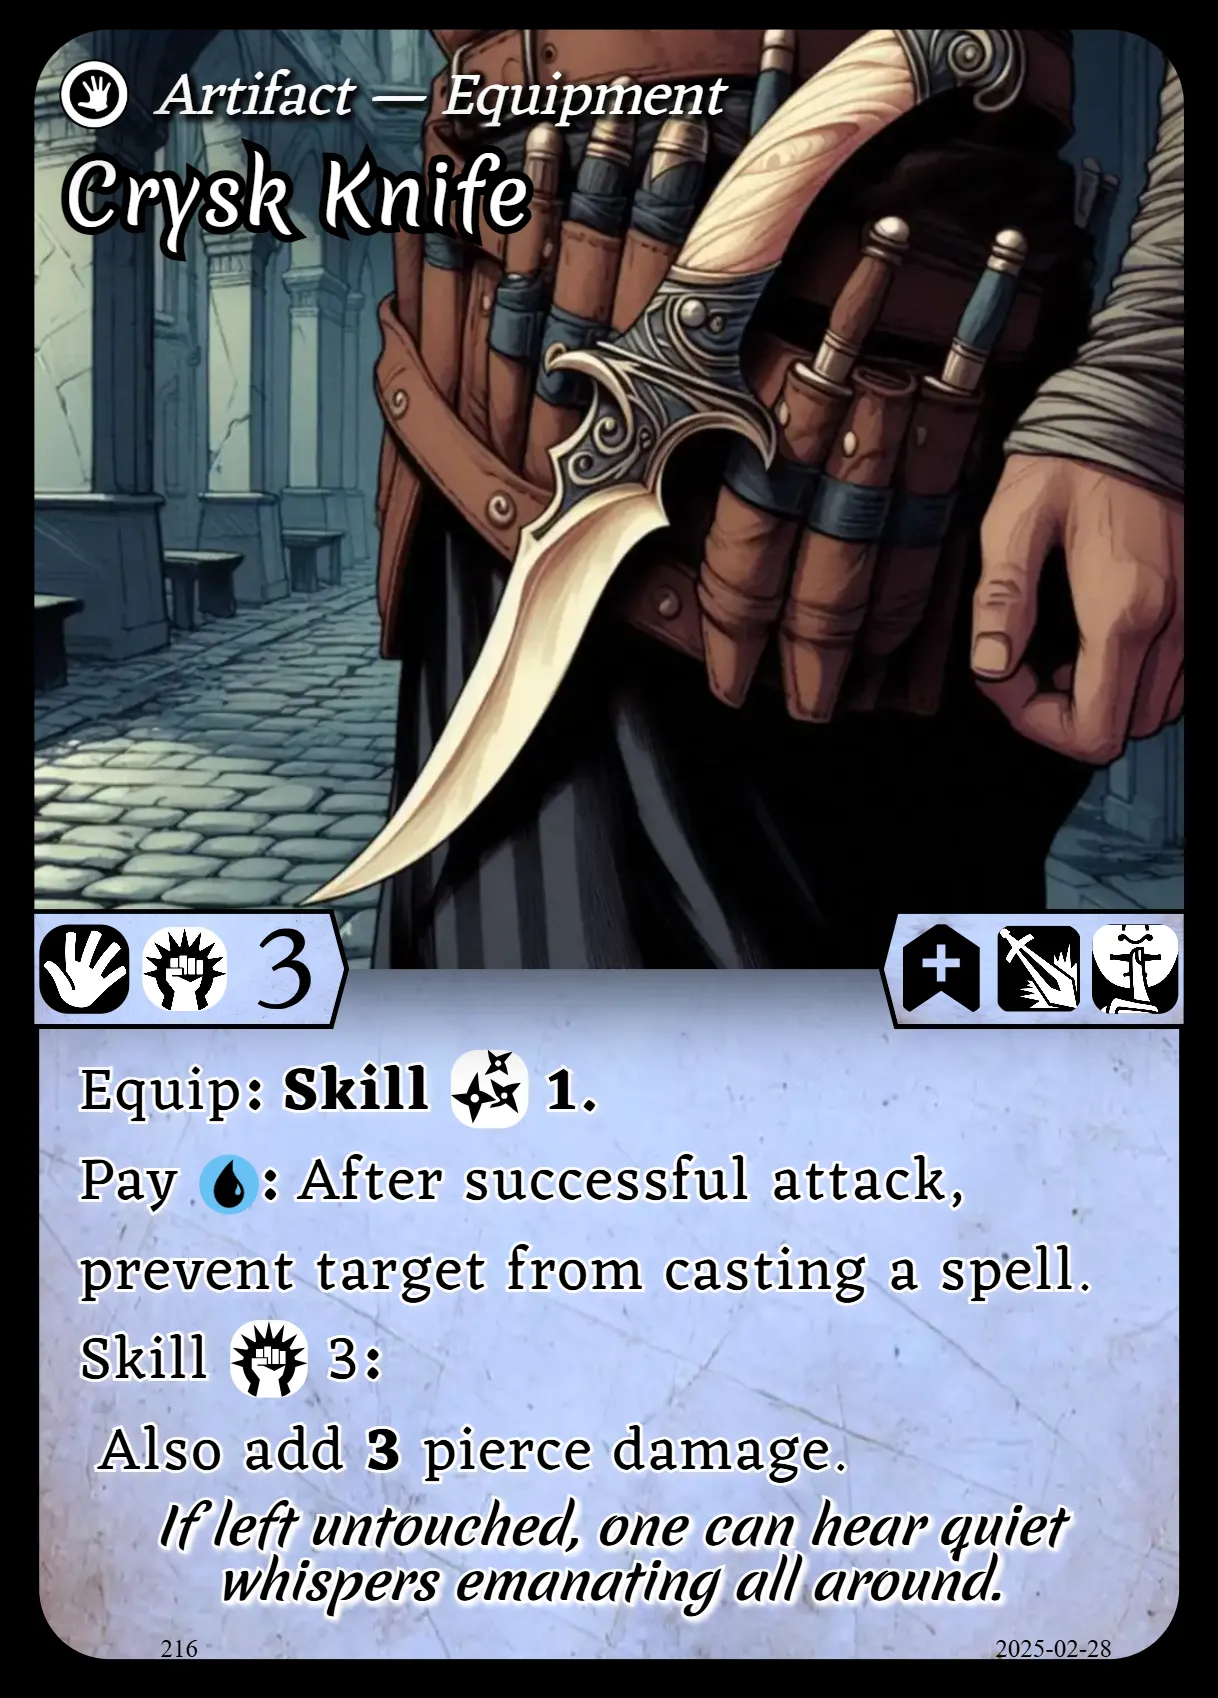 Artifact — Equipment
Crysk Knife
3
Equip: Skill 1.
Pay : After successful attack,
prevent target from casting a spell.
Skill 3:
Also add 3 pierce damage.
If left untouched, one can hear quiet
whispers emanating all around.
216
2025-02-28